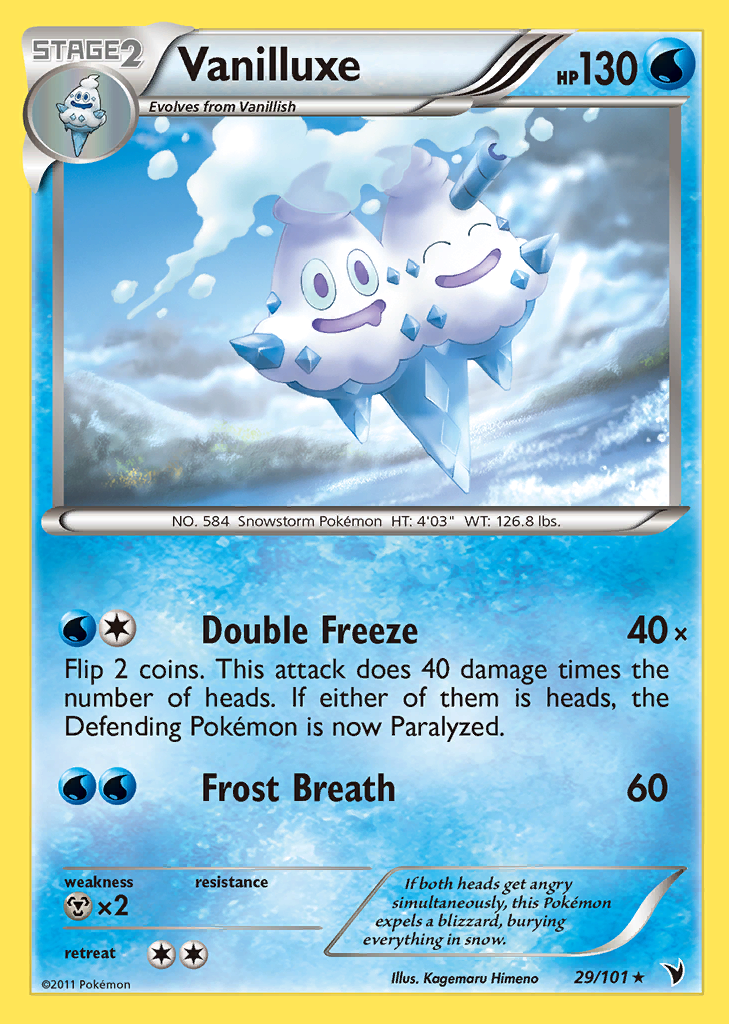 STAGE2
Vanilluxe
HP130
Evolves from Vanillish
NO. 584 Snowstorm Pokémon HT: 4'03" WT: 126.8 lbs.
Double Freeze 40×
Flip 2 coins. This attack does 40 damage times the
number of heads. If either of them is heads, the
Defending Pokémon is now Paralyzed.
Frost Breath 60
weakness resistance
×2
retreat
If both heads get angry
simultaneously, this Pokémon
expels a blizzard, burying
everything in snow.
©2011 Pokémon
Illus. Kagemaru Himeno 29/101 ★